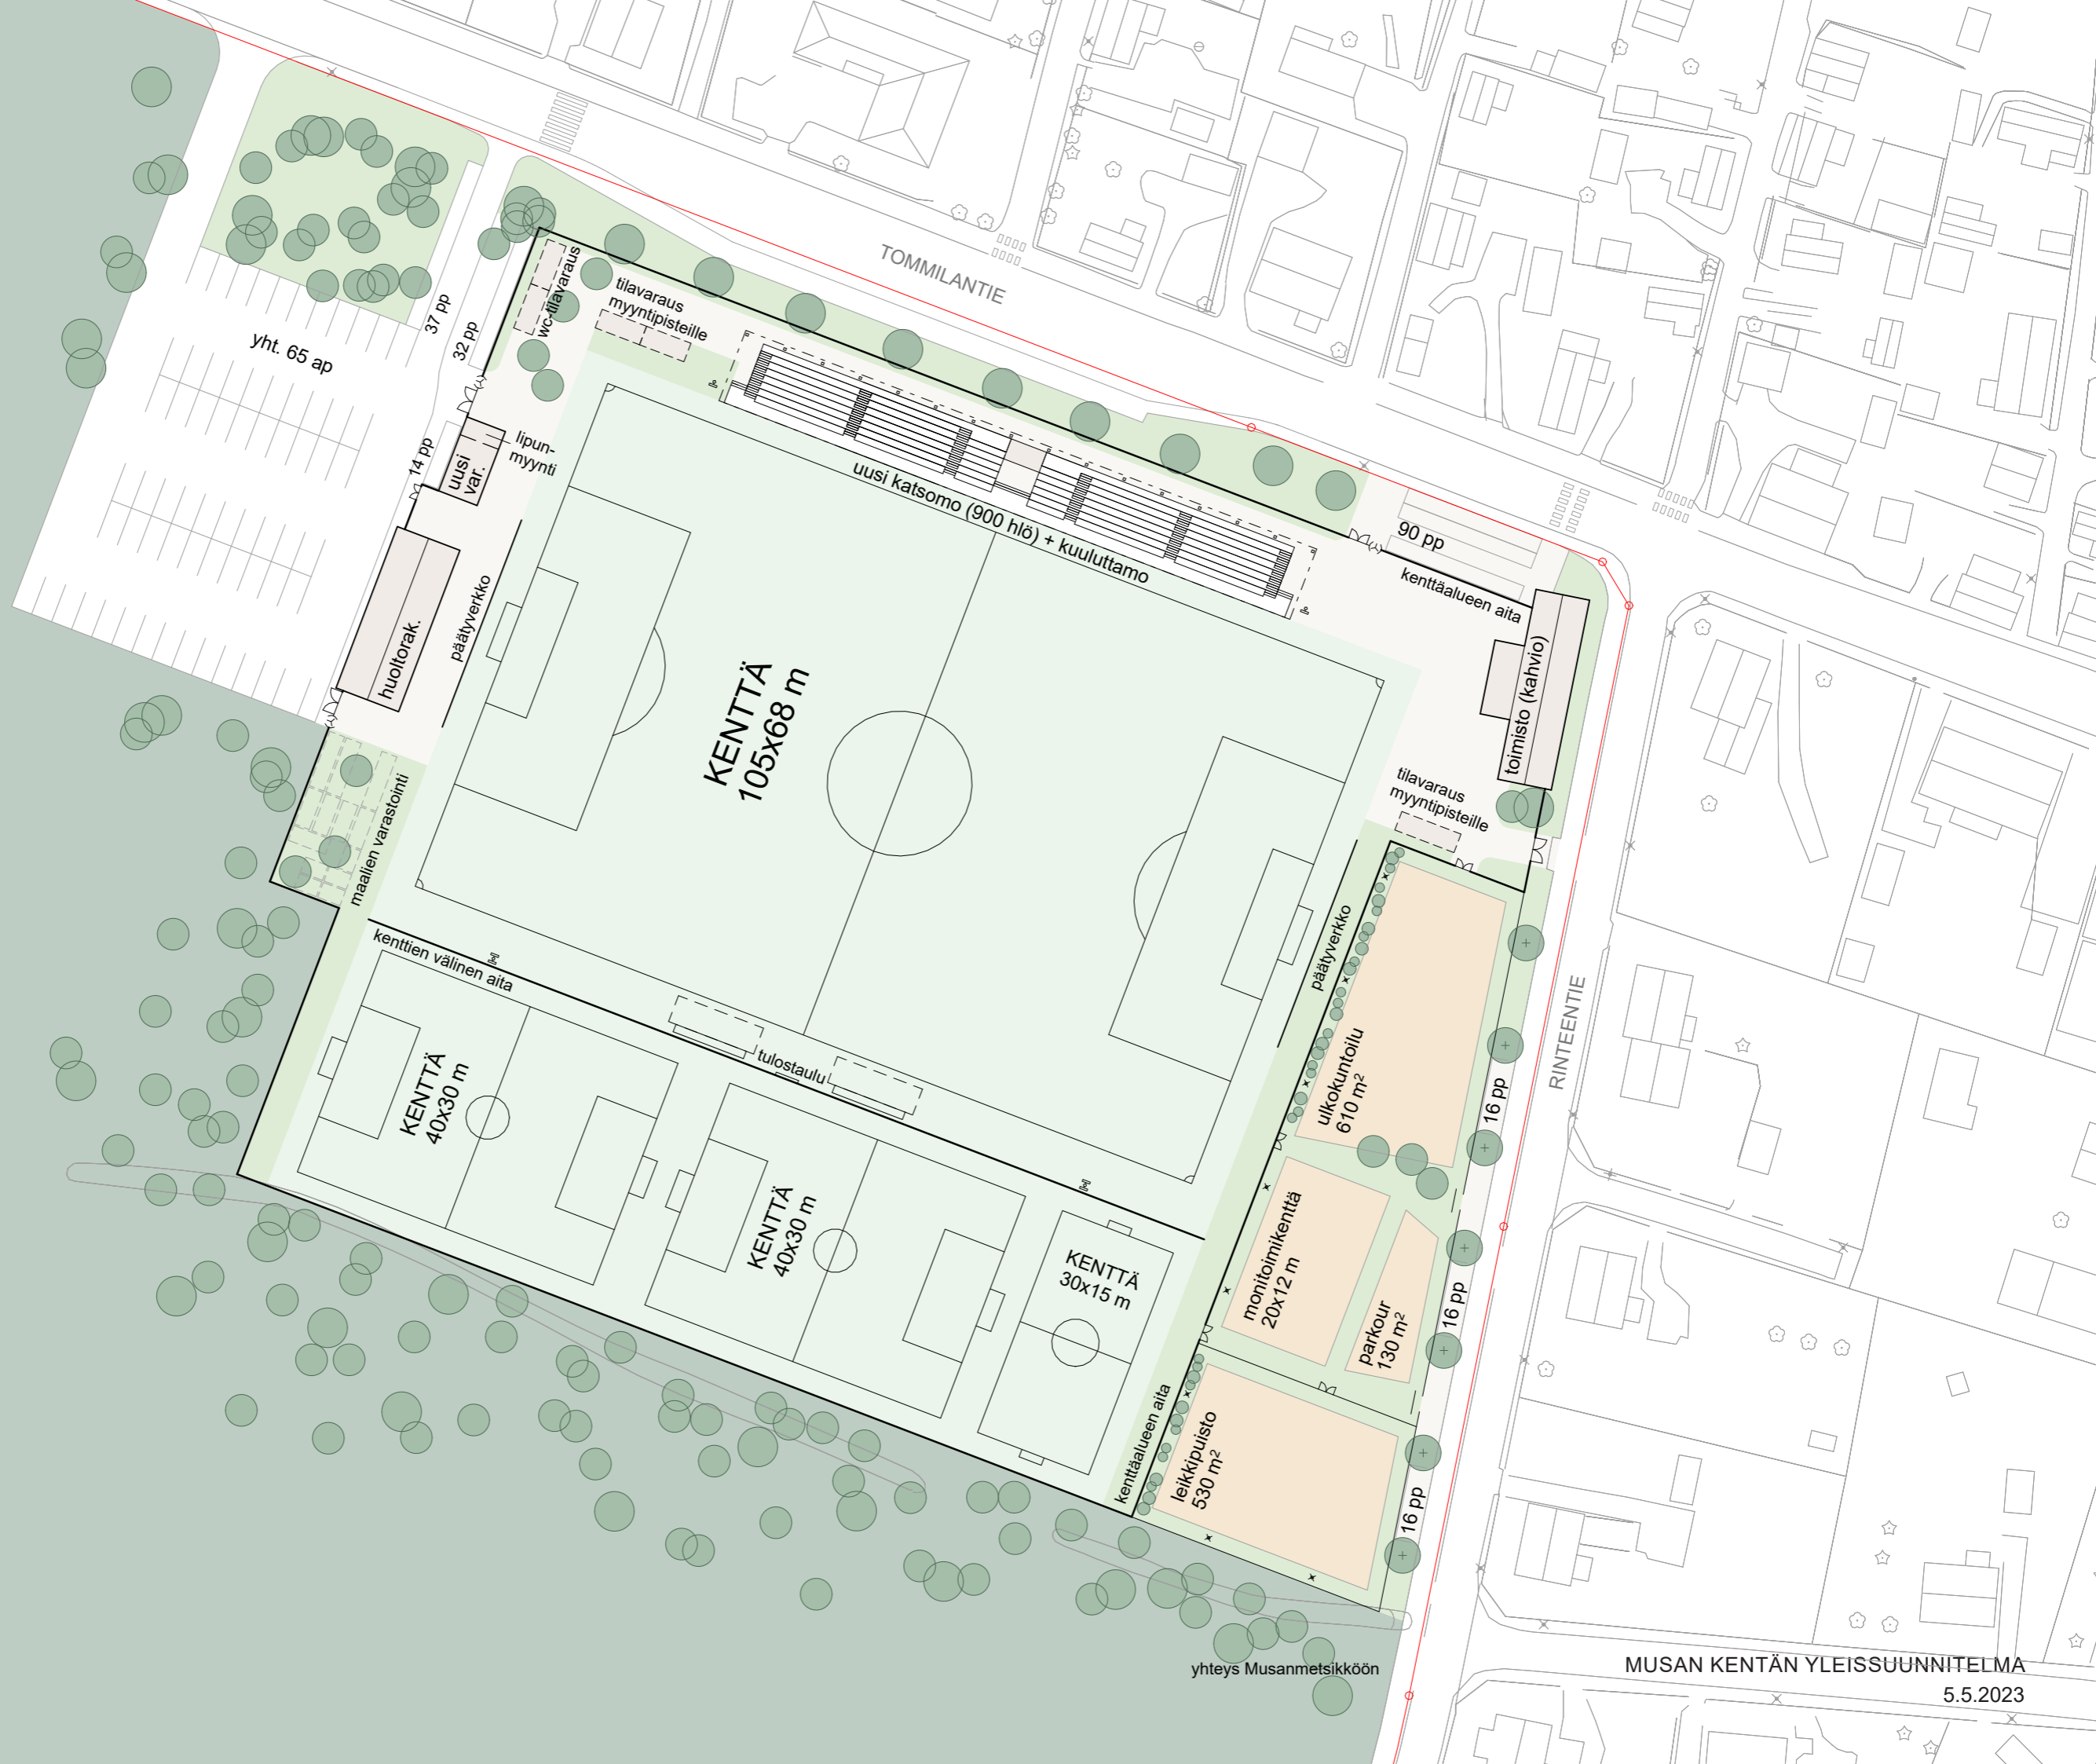 TOMMILANTIE
37 pp
32 pp
yht. 65 ap
wc-tilavaraus
tilavaraus
myyntipisteille
14 pp
uusi
var.
lipun-
myynti
uusi katsomo (900 hlö) + kuuluttamo
90 pp
kenttäalueen aita
toimisto (kahvio)
huoltorak.
päätyverkko
KENTTÄ
105x68 m
tilavaraus
myyntipisteille
maalien varastointi
päätyverkko
kenttien välinen aita
tulostaulu
ulkokuntoilu
610 m²
RINTEENTIE
16 pp
KENTTÄ
40x30 m
KENTTÄ
40x30 m
KENTTÄ
30x15 m
monitoimikenttä
20x12 m
parkour
130 m²
16 pp
kenttäalueen aita
leikkipuisto
530 m²
16 pp
yhteys Musanmetsikköön
MUSAN KENTÄN YLEISSUUNNITELMA
5.5.2023